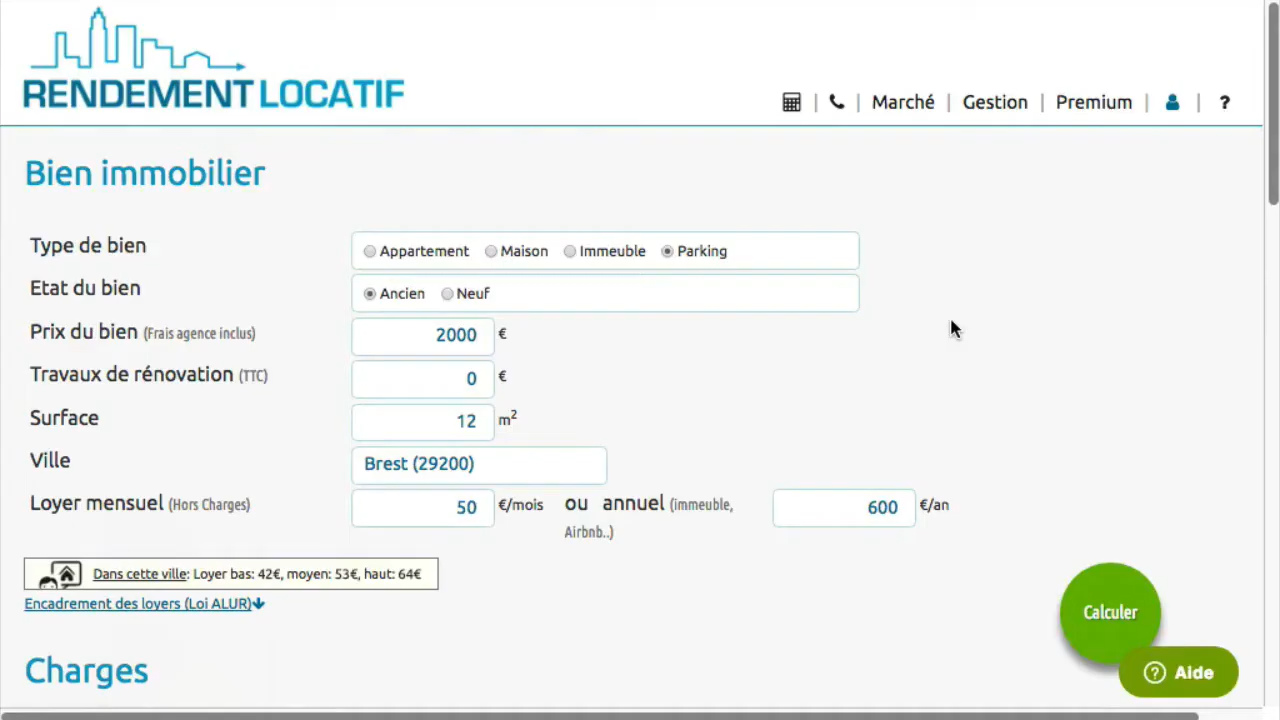 RENDEMENT LOCATIF
| | Marché | Gestion | Premium | | ?
Bien immobilier
Type de bien Appartement Maison Immeuble Parking
Etat du bien Ancien Neuf
Prix du bien (Frais agence inclus) 2000 €
Travaux de rénovation (TTC) 0 €
Surface 12 m²
Ville Brest (29200)
Loyer mensuel (Hors Charges) 50 €/mois ou annuel (immeuble, 600 €/an
Airbnb..)
Dans cette ville: Loyer bas: 42€, moyen: 53€, haut: 64€
Encadrement des loyers (Loi ALUR)
Calculer
Charges
? Aide